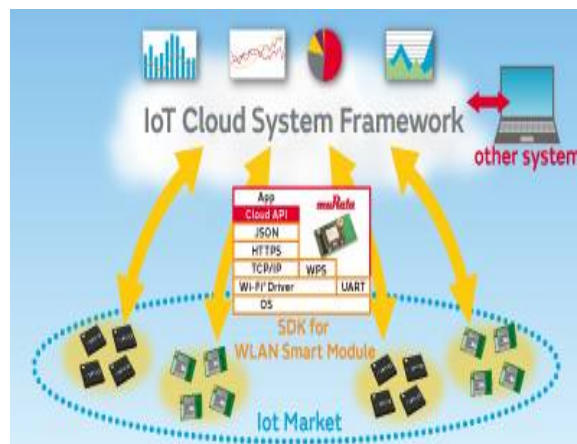 IoT Cloud System Framework
other system
App
muRata
Cloud API
JSON
HTTPS
TCP/IP WPS
Wi-Fi® Driver UART
OS
SDK for
WLAN Smart Module
Iot Market